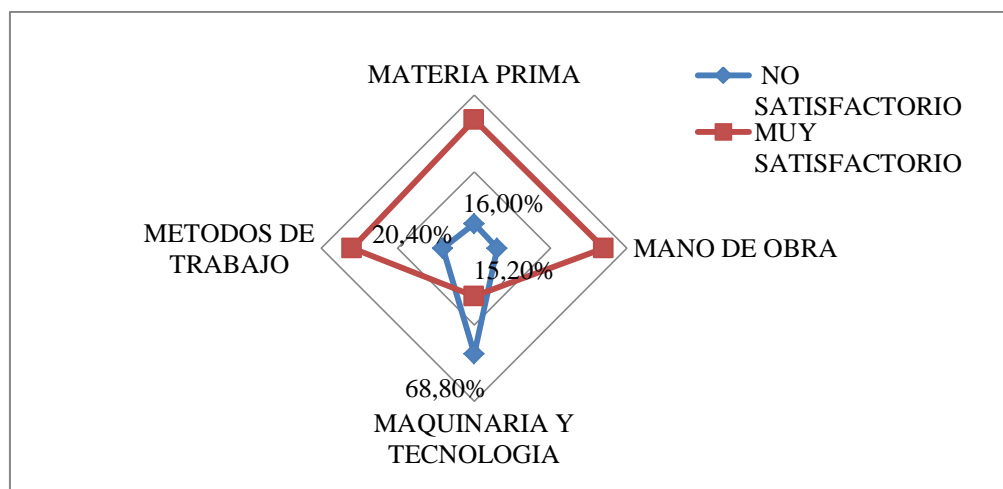 MATERIA PRIMA
NO
SATISFACTORIO
MUY
SATISFACTORIO
16,00%
METODOS DE
TRABAJO
20,40%
MANO DE OBRA
15,20%
68,80%
MAQUINARIA Y
TECNOLOGIA